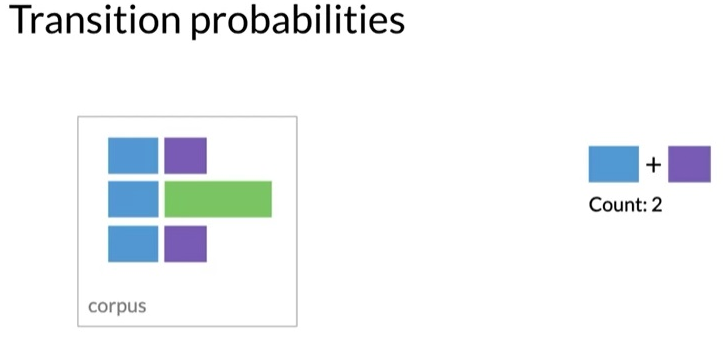 Transition probabilities
+
Count: 2
corpus